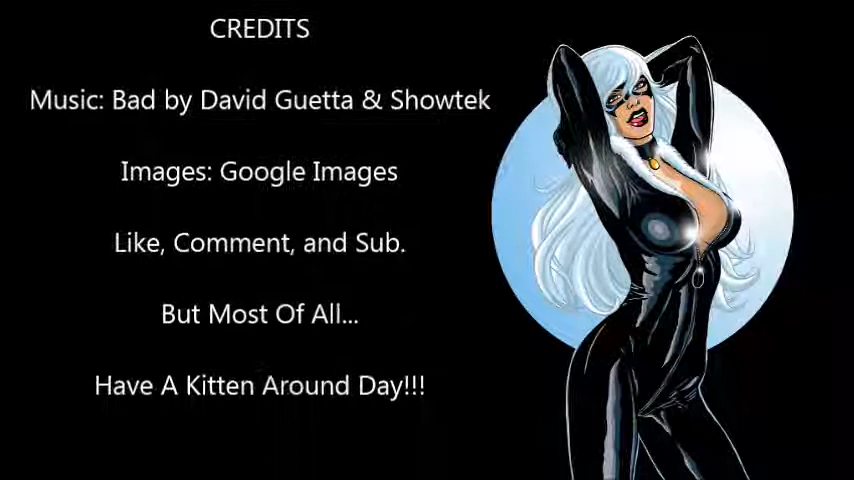 CREDITS
Music: Bad by David Guetta & Showtek
Images: Google Images
Like, Comment, and Sub.
But Most Of All...
Have A Kitten Around Day!!!